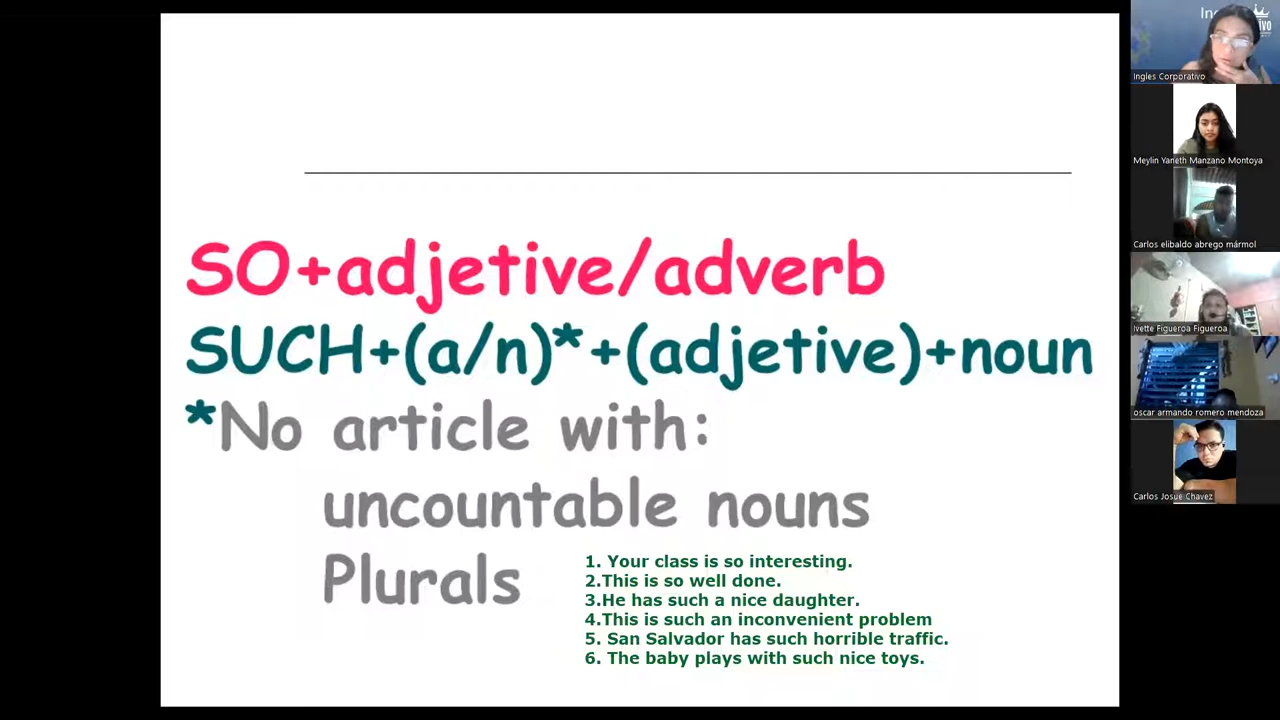 SO+adjetive/adverb
SUCH+(a/n)*+(adjetive)+noun
*No article with:
uncountable nouns
Plurals
1. Your class is so interesting.
2.This is so well done.
3.He has such a nice daughter.
4.This is such an inconvenient problem
5. San Salvador has such horrible traffic.
6. The baby plays with such nice toys.
Ingles Corporativo
Meylin Yaneth Manzano Montoya
Carlos elibaldo abrego mármol
Ivette Figueroa Figueroa
oscar armando romero mendoza
Carlos Josue Chavez